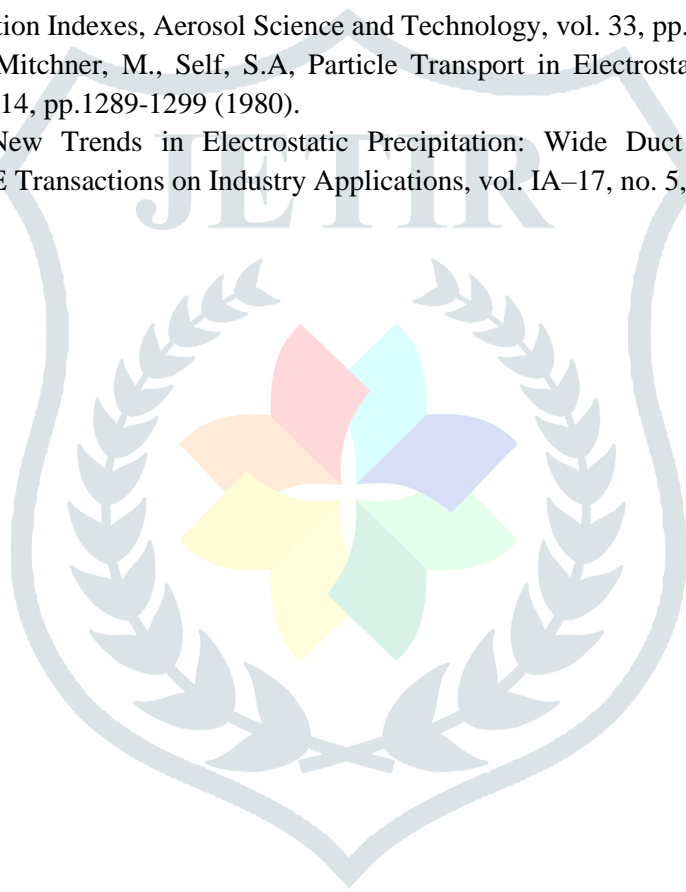 tion Indexes, Aerosol Science and Technology, vol. 33, pp.
Mitchner, M., Self, S.A, Particle Transport in Electrosta
14, pp.1289-1299 (1980).
New Trends in Electrostatic Precipitation: Wide Duct
E Transactions on Industry Applications, vol. IA–17, no. 5,
JETIR